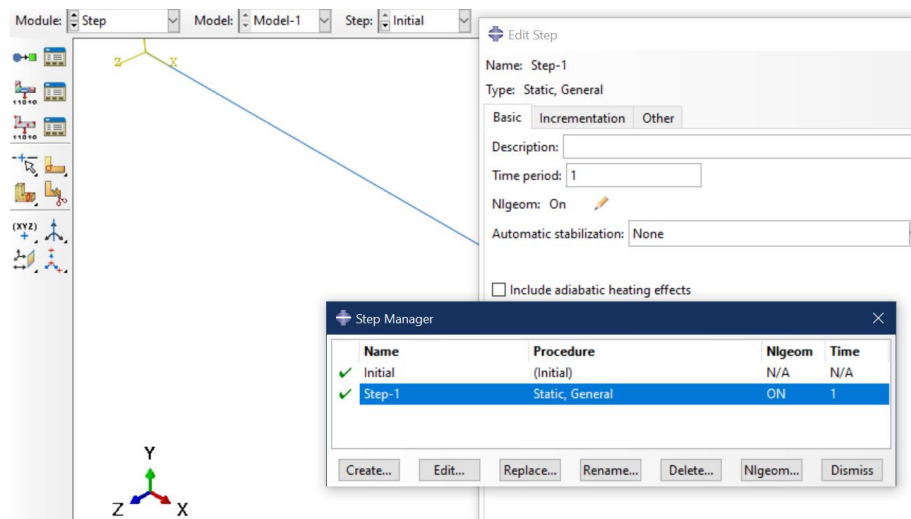 Module: Step Model: Model-1 Step: Initial
Edit Step
Name: Step-1
Type: Static, General
Basic Incrementation Other
Description:
Time period: 1
Nlgeom: On
Automatic stabilization: None
Include adiabatic heating effects
Z X
11010
11010
(XYZ)
Step Manager
Name Procedure Nlgeom Time
Initial (Initial) N/A N/A
Step-1 Static, General ON 1
Create... Edit... Replace... Rename... Delete... Nlgeom... Dismiss
Y
Z X